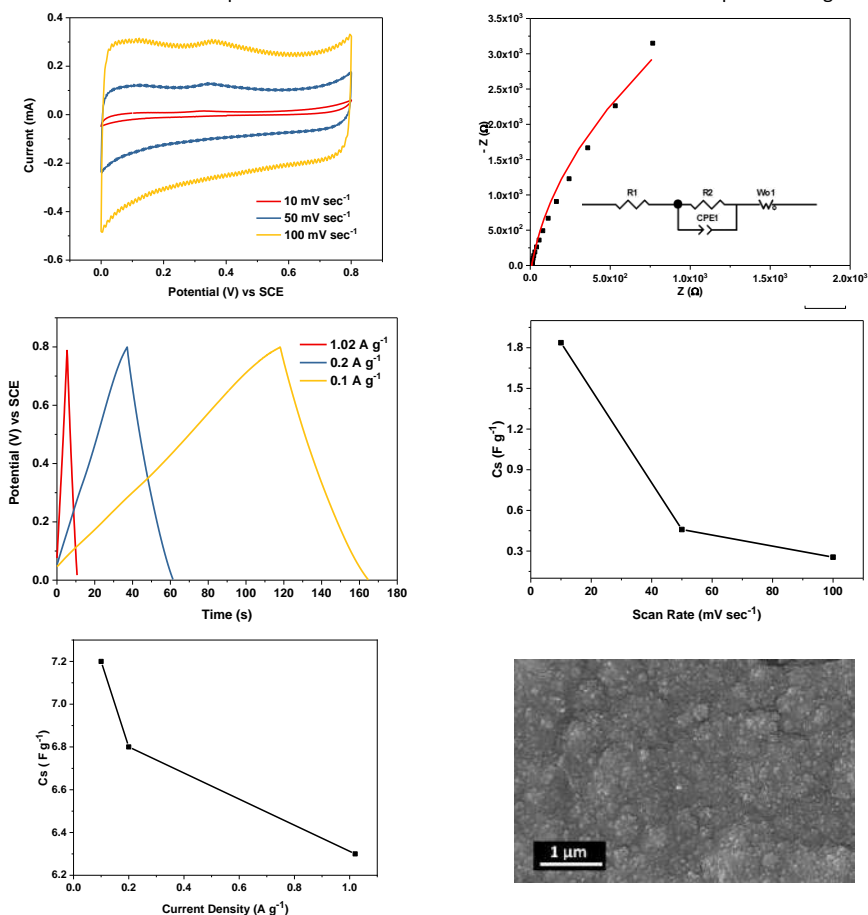 0.4
0.2
0.0
-0.2
-0.4
-0.6
Current (mA)
10 mV sec-1
50 mV sec-1
100 mV sec-1
0.0 0.2 0.4 0.6 0.8
Potential (V) vs SCE
3.5x10³
3.0x10³
2.5x10³
2.0x10³
1.5x10³
1.0x10³
5.0x10²
0.0
- Z (Ω)
R1 R2 Wo1
CPE1
0.0 5.0x10² 1.0x10³ 1.5x10³ 2.0x10³
Z (Ω)
0.8
0.6
0.4
0.2
0.0
Potential (V) vs SCE
1.02 A g-1
0.2 A g-1
0.1 A g-1
0 20 40 60 80 100 120 140 160 180
Time (s)
1.8
1.5
1.2
0.9
0.6
0.3
Cs (F g-1)
0 20 40 60 80 100
Scan Rate (mV sec-1)
7.2
7.0
6.8
6.6
6.4
6.2
Cs ( F g-1)
0.0 0.2 0.4 0.6 0.8 1.0
Current Density (A g-1)
1 µm